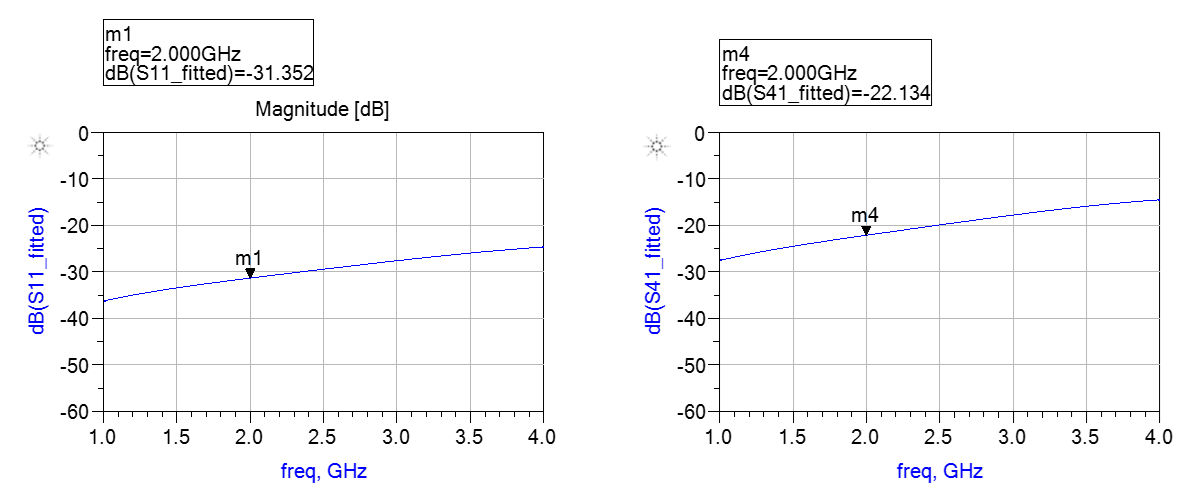 m1
freq=2.000GHz
dB(S11_fitted)=-31.352
Magnitude [dB]
0
-10
-20
-30
-40
-50
-60
m1
dB(S11_fitted)
1.0 1.5 2.0 2.5 3.0 3.5 4.0
freq, GHz
m4
freq=2.000GHz
dB(S41_fitted)=-22.134
0
-10
-20
-30
-40
-50
-60
m4
dB(S41_fitted)
1.0 1.5 2.0 2.5 3.0 3.5 4.0
freq, GHz